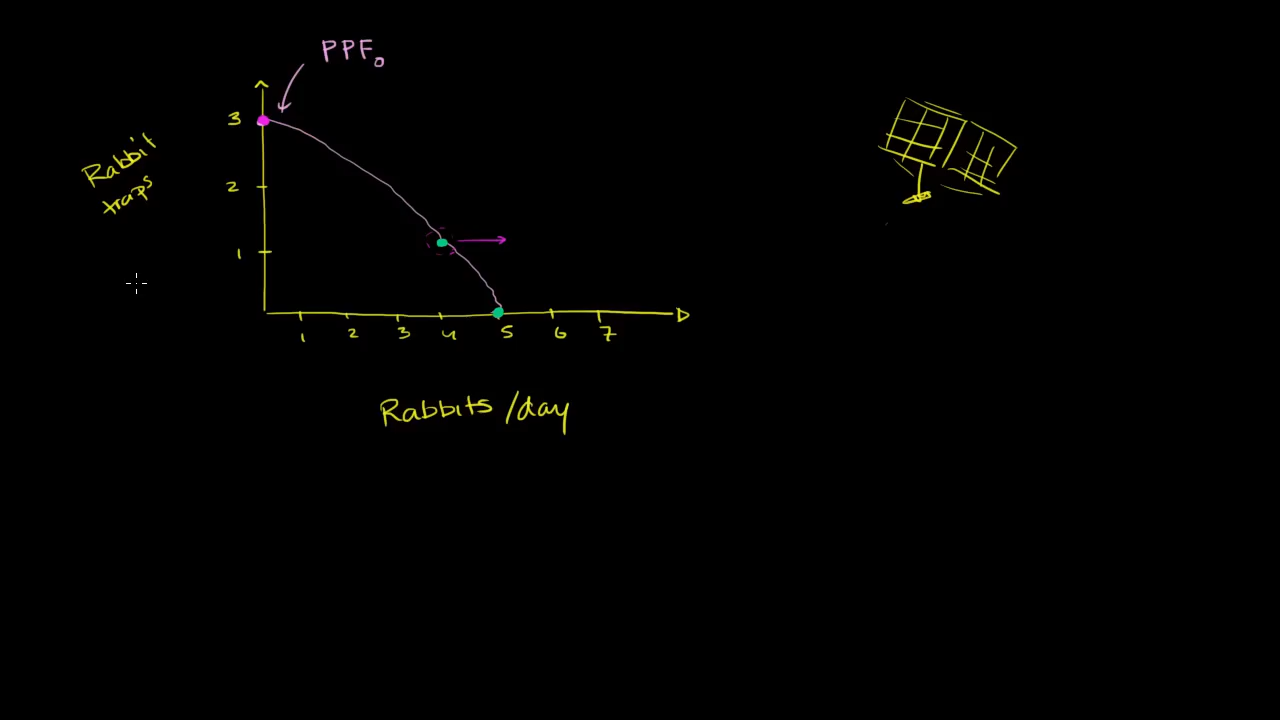 PPF₀
3
Rabbit
traps
2
1
1 2 3 4 5 6 7
Rabbits/day